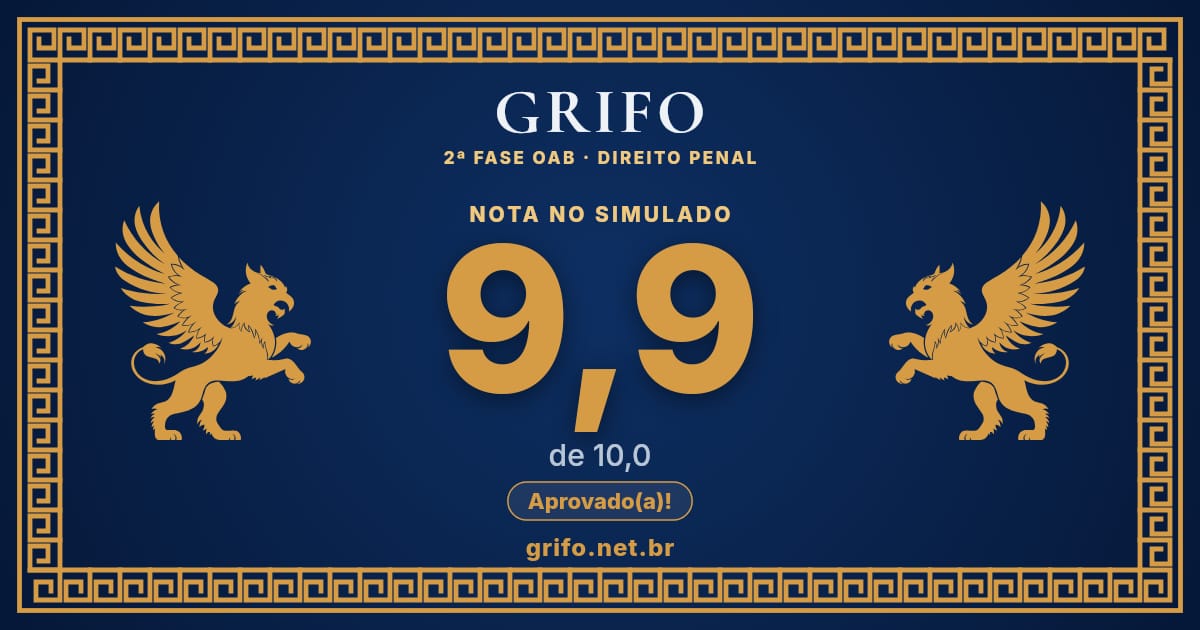 GRIFO
2ª FASE OAB · DIREITO PENAL
NOTA NO SIMULADO
9,9
de 10,0
Aprovado(a)!
grifo.net.br